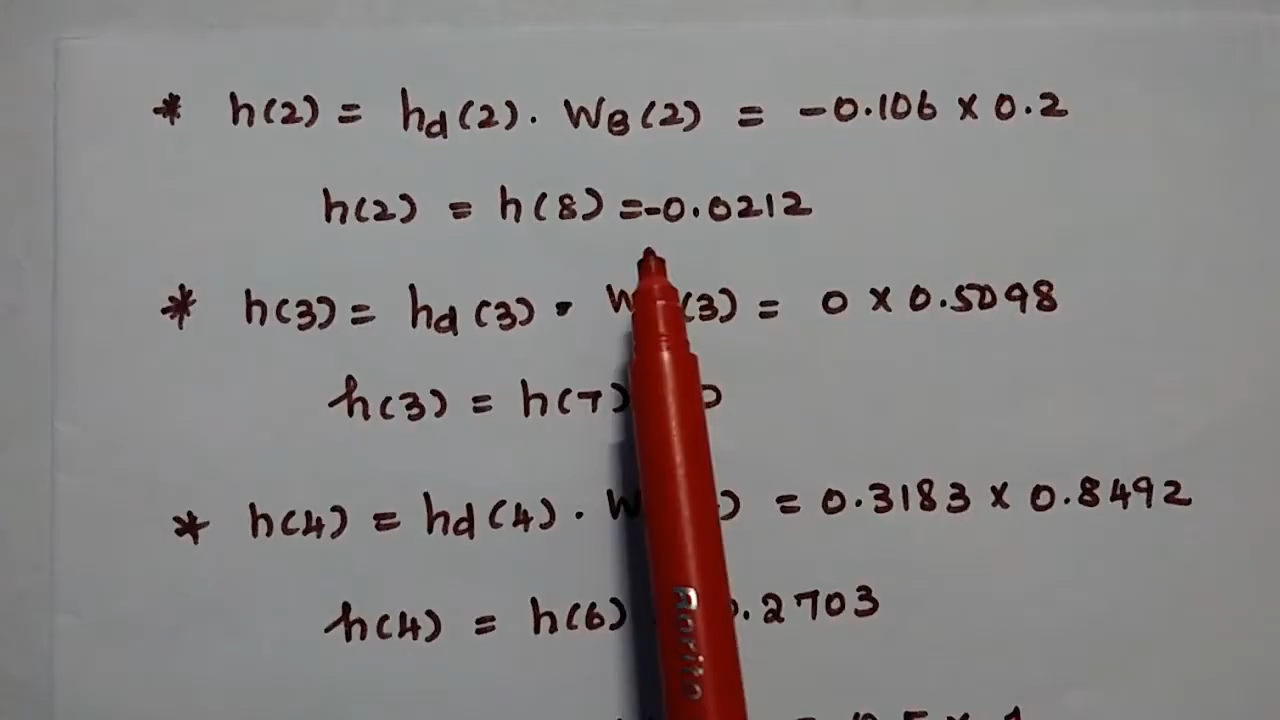 * h(2) = hd(2). WB(2) = -0.106 × 0.2
h(2) = h(8) =-0.0212
* h(3) = hd(3) . W (3) = 0 × 0.5098
h(3) = h(7) 0
* h(4) = hd(4). W ) = 0.3183 × 0.8492
h(4) = h(6) .2703